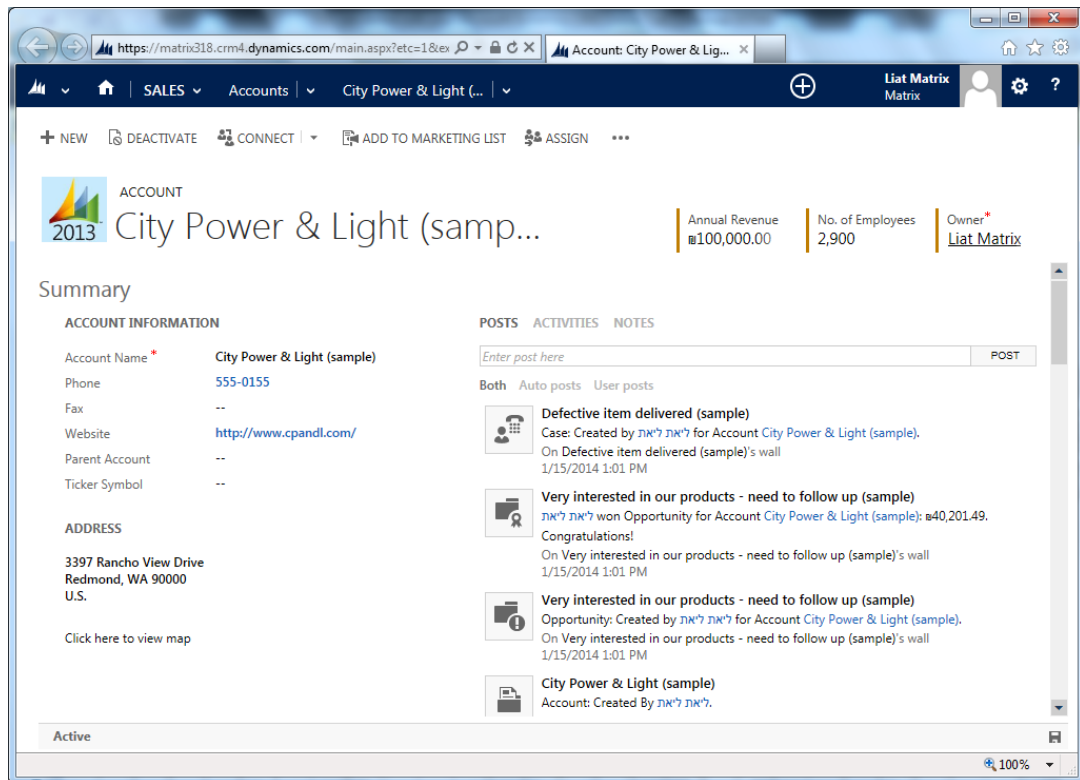 https://matrix318.crm4.dynamics.com/main.aspx?etc=1&ex
Account: City Power & Lig...
SALES Accounts City Power & Light (...
Liat Matrix
Matrix
?
NEW DEACTIVATE CONNECT ADD TO MARKETING LIST ASSIGN
2013
ACCOUNT
City Power & Light (samp...
Annual Revenue
₪100,000.00
No. of Employees
2,900
Owner*
Liat Matrix
Summary
ACCOUNT INFORMATION
Account Name* City Power & Light (sample)
Phone 555-0155
Fax --
Website http://www.cpandl.com/
Parent Account --
Ticker Symbol --
ADDRESS
3397 Rancho View Drive
Redmond, WA 90000
U.S.
Click here to view map
POSTS ACTIVITIES NOTES
Enter post here POST
Both Auto posts User posts
Defective item delivered (sample)
Case: Created by ליאת ליאת for Account City Power & Light (sample).
On Defective item delivered (sample)'s wall
1/15/2014 1:01 PM
Very interested in our products - need to follow up (sample)
ליאת ליאת won Opportunity for Account City Power & Light (sample): ₪40,201.49.
Congratulations!
On Very interested in our products - need to follow up (sample)'s wall
1/15/2014 1:01 PM
Very interested in our products - need to follow up (sample)
Opportunity: Created by ליאת ליאת for Account City Power & Light (sample).
On Very interested in our products - need to follow up (sample)'s wall
1/15/2014 1:01 PM
City Power & Light (sample)
Account: Created By ליאת ליאת.
Active
100%